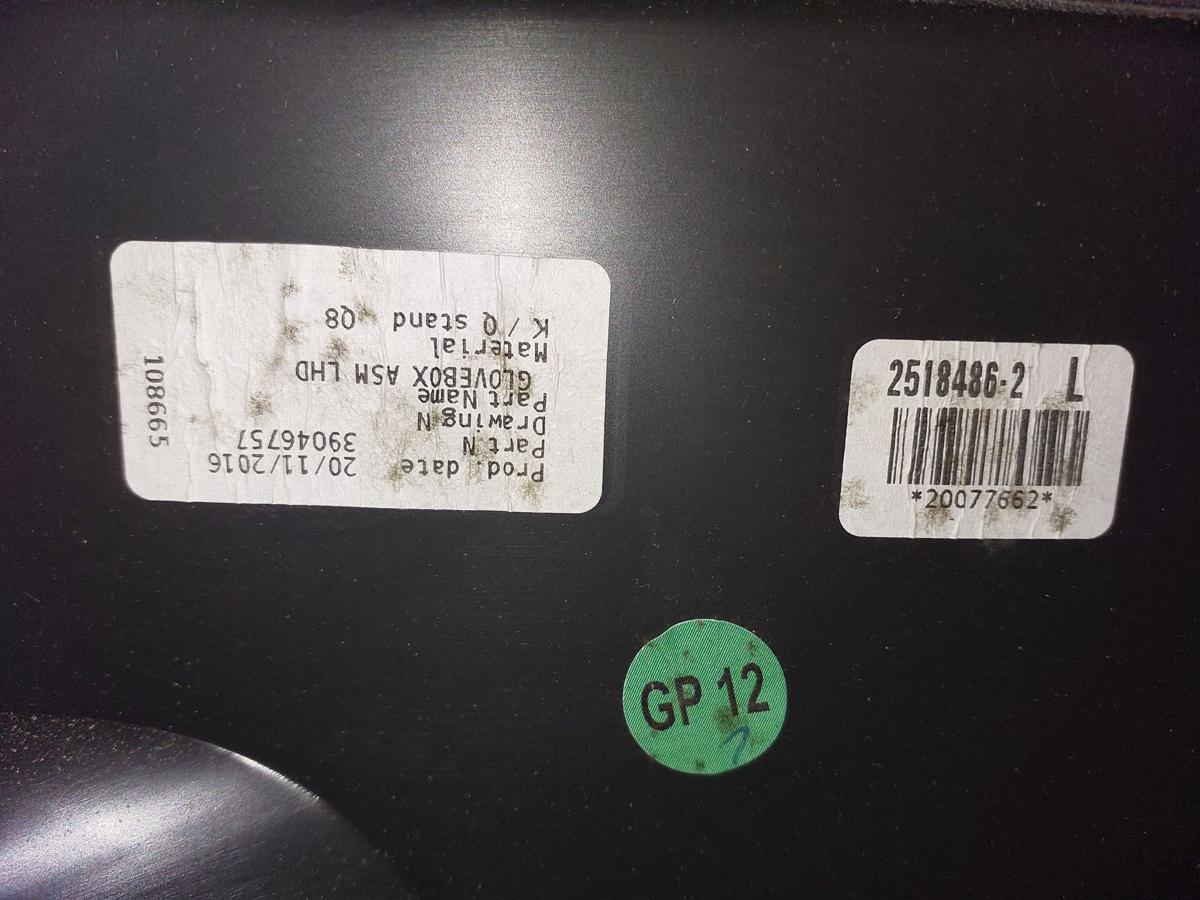 Prod. date 20/11/2016
Part N 39046757
Drawing N
Part Name
GLOVEBOX ASM LHD
Material
K / Q stand Q8
108665
2518486-2 L
*20077662*
GP 12